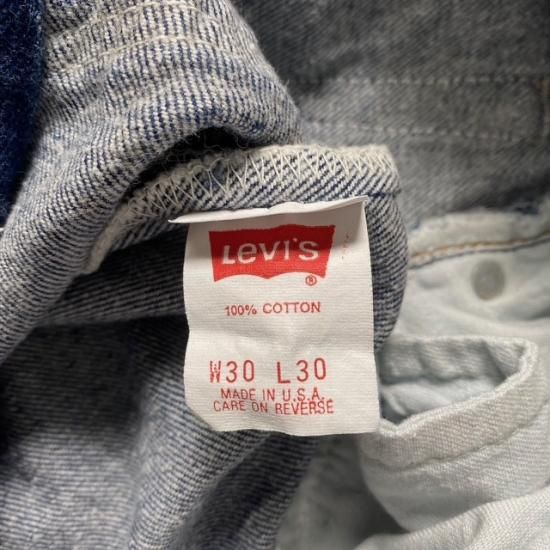 Levi's
®
100% COTTON
W30 L30
MADE IN U.S.A.
CARE ON REVERSE